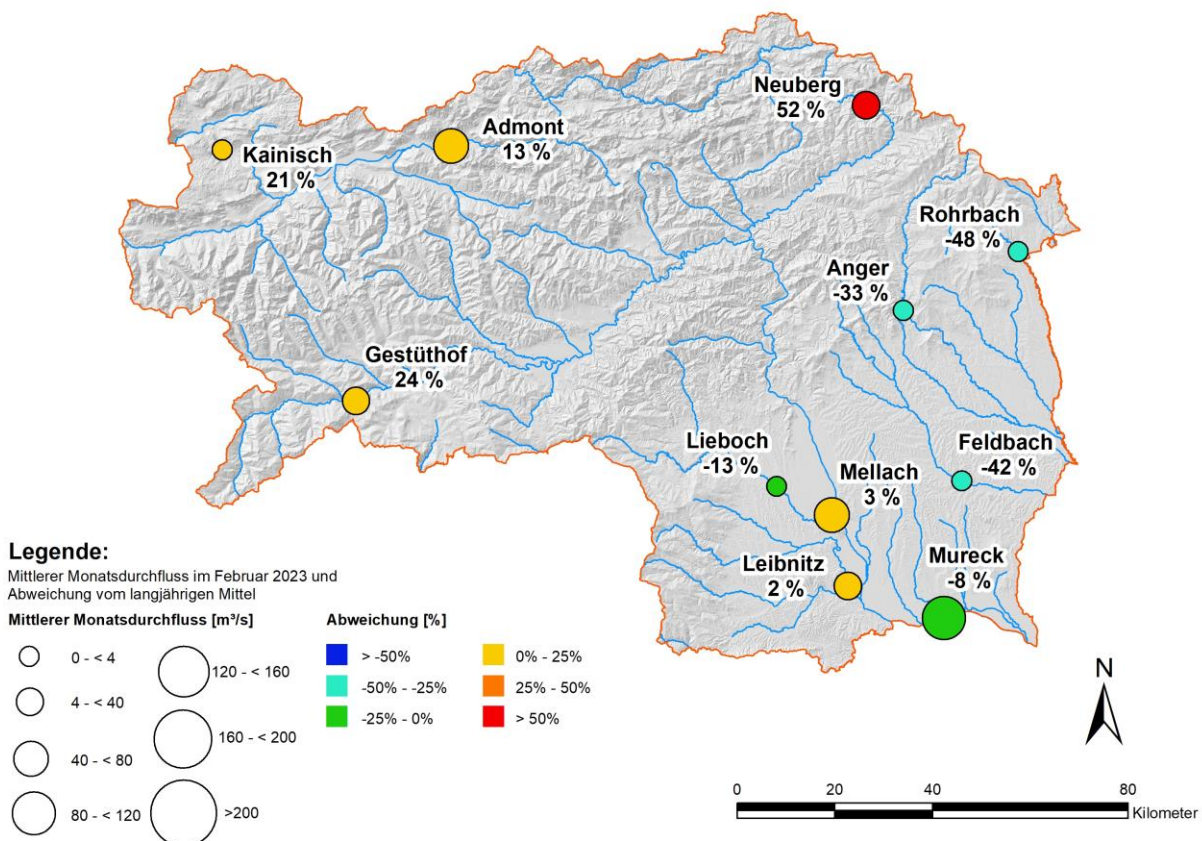 Neuberg
52 %
Admont
13 %
Kainisch
21 %
Rohrbach
-48 %
Anger
-33 %
Gestüthof
24 %
Lieboch
-13 %
Feldbach
-42 %
Mellach
3 %
Leibnitz
2 %
Mureck
-8 %
Legende:
Mittlerer Monatsdurchfluss im Februar 2023 und
Abweichung vom langjährigen Mittel
Mittlerer Monatsdurchfluss [m³/s]
0 - < 4
4 - < 40
40 - < 80
80 - < 120
120 - < 160
160 - < 200
>200
Abweichung [%]
> -50%
-50% - -25%
-25% - 0%
0% - 25%
25% - 50%
> 50%
N
0 20 40 80
Kilometer